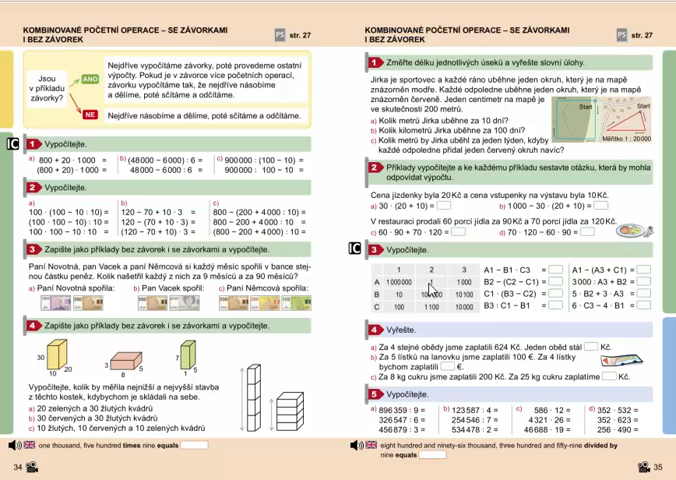 KOMBINOVANÉ POČETNÍ OPERACE – SE ZÁVORKAMI
I BEZ ZÁVOREK
PS str. 27
Jsou
v příkladu
závorky?
ANO
NE
Nejdříve vypočítáme závorky, poté provedeme ostatní
výpočty. Pokud je v závorce více početních operací,
závorku vypočítáme tak, že nejdříve násobíme
a dělíme, poté sčítáme a odčítáme.
Nejdříve násobíme a dělíme, poté sčítáme a odčítáme.
1 Vypočítejte.
a) 800 + 20 · 1000 = b) (48000 – 6000) : 6 = c) 900000 : (100 – 10) =
(800 + 20) · 1000 = 48000 – 6000 : 6 = 900000 : 100 – 10 =
2 Vypočítejte.
a) b) c)
100 · (100 – 10 : 10) = 120 – 70 + 10 · 3 = 800 – (200 + 4000 : 10) =
(100 · 100 – 10) : 10 = 120 – (70 + 10 · 3) = 800 – 200 + 4000 : 10 =
100 · 100 – 10 : 10 = (120 – 70 + 10) · 3 = (800 – 200 + 4000) : 10 =
3 Zapište jako příklady bez závorek i se závorkami a vypočítejte.
Paní Novotná, pan Vacek a paní Němcová si každý měsíc spořili v bance stej-
nou částku peněz. Kolik našetřil každý z nich za 9 měsíců a za 90 měsíců?
a) Paní Novotná spořila: b) Pan Vacek spořil: c) Paní Němcová spořila:
4 Zapište jako příklady bez závorek i se závorkami a vypočítejte.
30 20 10
3 5 8
7 5 1
Vypočítejte, kolik by měřila nejnižší a nejvyšší stavba
z těchto kostek, kdybychom je skládali na sebe.
a) 20 zelených a 30 žlutých kvádrů
b) 30 červených a 30 žlutých kvádrů
c) 10 žlutých, 10 červených a 10 zelených kvádrů
one thousand, five hundred times nine equals
34
KOMBINOVANÉ POČETNÍ OPERACE – SE ZÁVORKAMI
I BEZ ZÁVOREK
PS str. 27
1 Změřte délku jednotlivých úseků a vyřešte slovní úlohy.
Jirka je sportovec a každé ráno uběhne jeden okruh, který je na mapě
znázorněn modře. Každé odpoledne uběhne jeden okruh, který je na mapě
znázorněn červeně. Jeden centimetr na mapě je
ve skutečnosti 200 metrů.
a) Kolik metrů Jirka uběhne za 10 dní?
b) Kolik kilometrů Jirka uběhne za 100 dní?
c) Kolik metrů by Jirka uběhl za jeden týden, kdyby
každé odpoledne přidal jeden červený okruh navíc?
Start
Start
Měřítko 1 : 20000
2 Příklady vypočítejte a ke každému příkladu sestavte otázku, která by mohla
odpovídat výpočtu.
Cena jízdenky byla 20 Kč a cena vstupenky na výstavu byla 10 Kč.
a) 30 · (20 + 10) = b) 1000 – 30 · (20 + 10) =
V restauraci prodali 60 porcí jídla za 90 Kč a 70 porcí jídla za 120 Kč.
c) 60 · 90 + 70 · 120 = d) 70 · 120 – 60 · 90 =
3 Vypočítejte.
1 2 3
A 1000000 1 1000
B 10 10000
C 100 1100 10100
A1 – B1 · C3 = A1 – (A3 + C1) =
B2 – (C2 – C1) = 3000 : A3 + B2 =
C1 · (B3 – C2) = 5 · B2 + 3 · A3 =
B3 : C1 – B1 = 6 · C3 – 4 · B1 =
4 Vyřešte.
a) Za 4 stejné obědy jsme zaplatili 624 Kč. Jeden oběd stál Kč.
b) Za 5 lístků na lanovku jsme zaplatili 100 €. Za 4 lístky
bychom zaplatili €.
c) Za 8 kg cukru jsme zaplatili 200 Kč. Za 25 kg cukru zaplatíme Kč.
5 Vypočítejte.
a) 896359 : 9 = b) 123587 : 4 = c) 586 · 12 = d) 352 · 532 =
326547 : 6 = 254546 : 7 = 4321 · 26 = 352 · 623 =
456879 : 3 = 534478 : 2 = 46688 · 19 = 256 · 490 =
eight hundred and ninety-six thousand, three hundred and fifty-nine divided by
nine equals
35